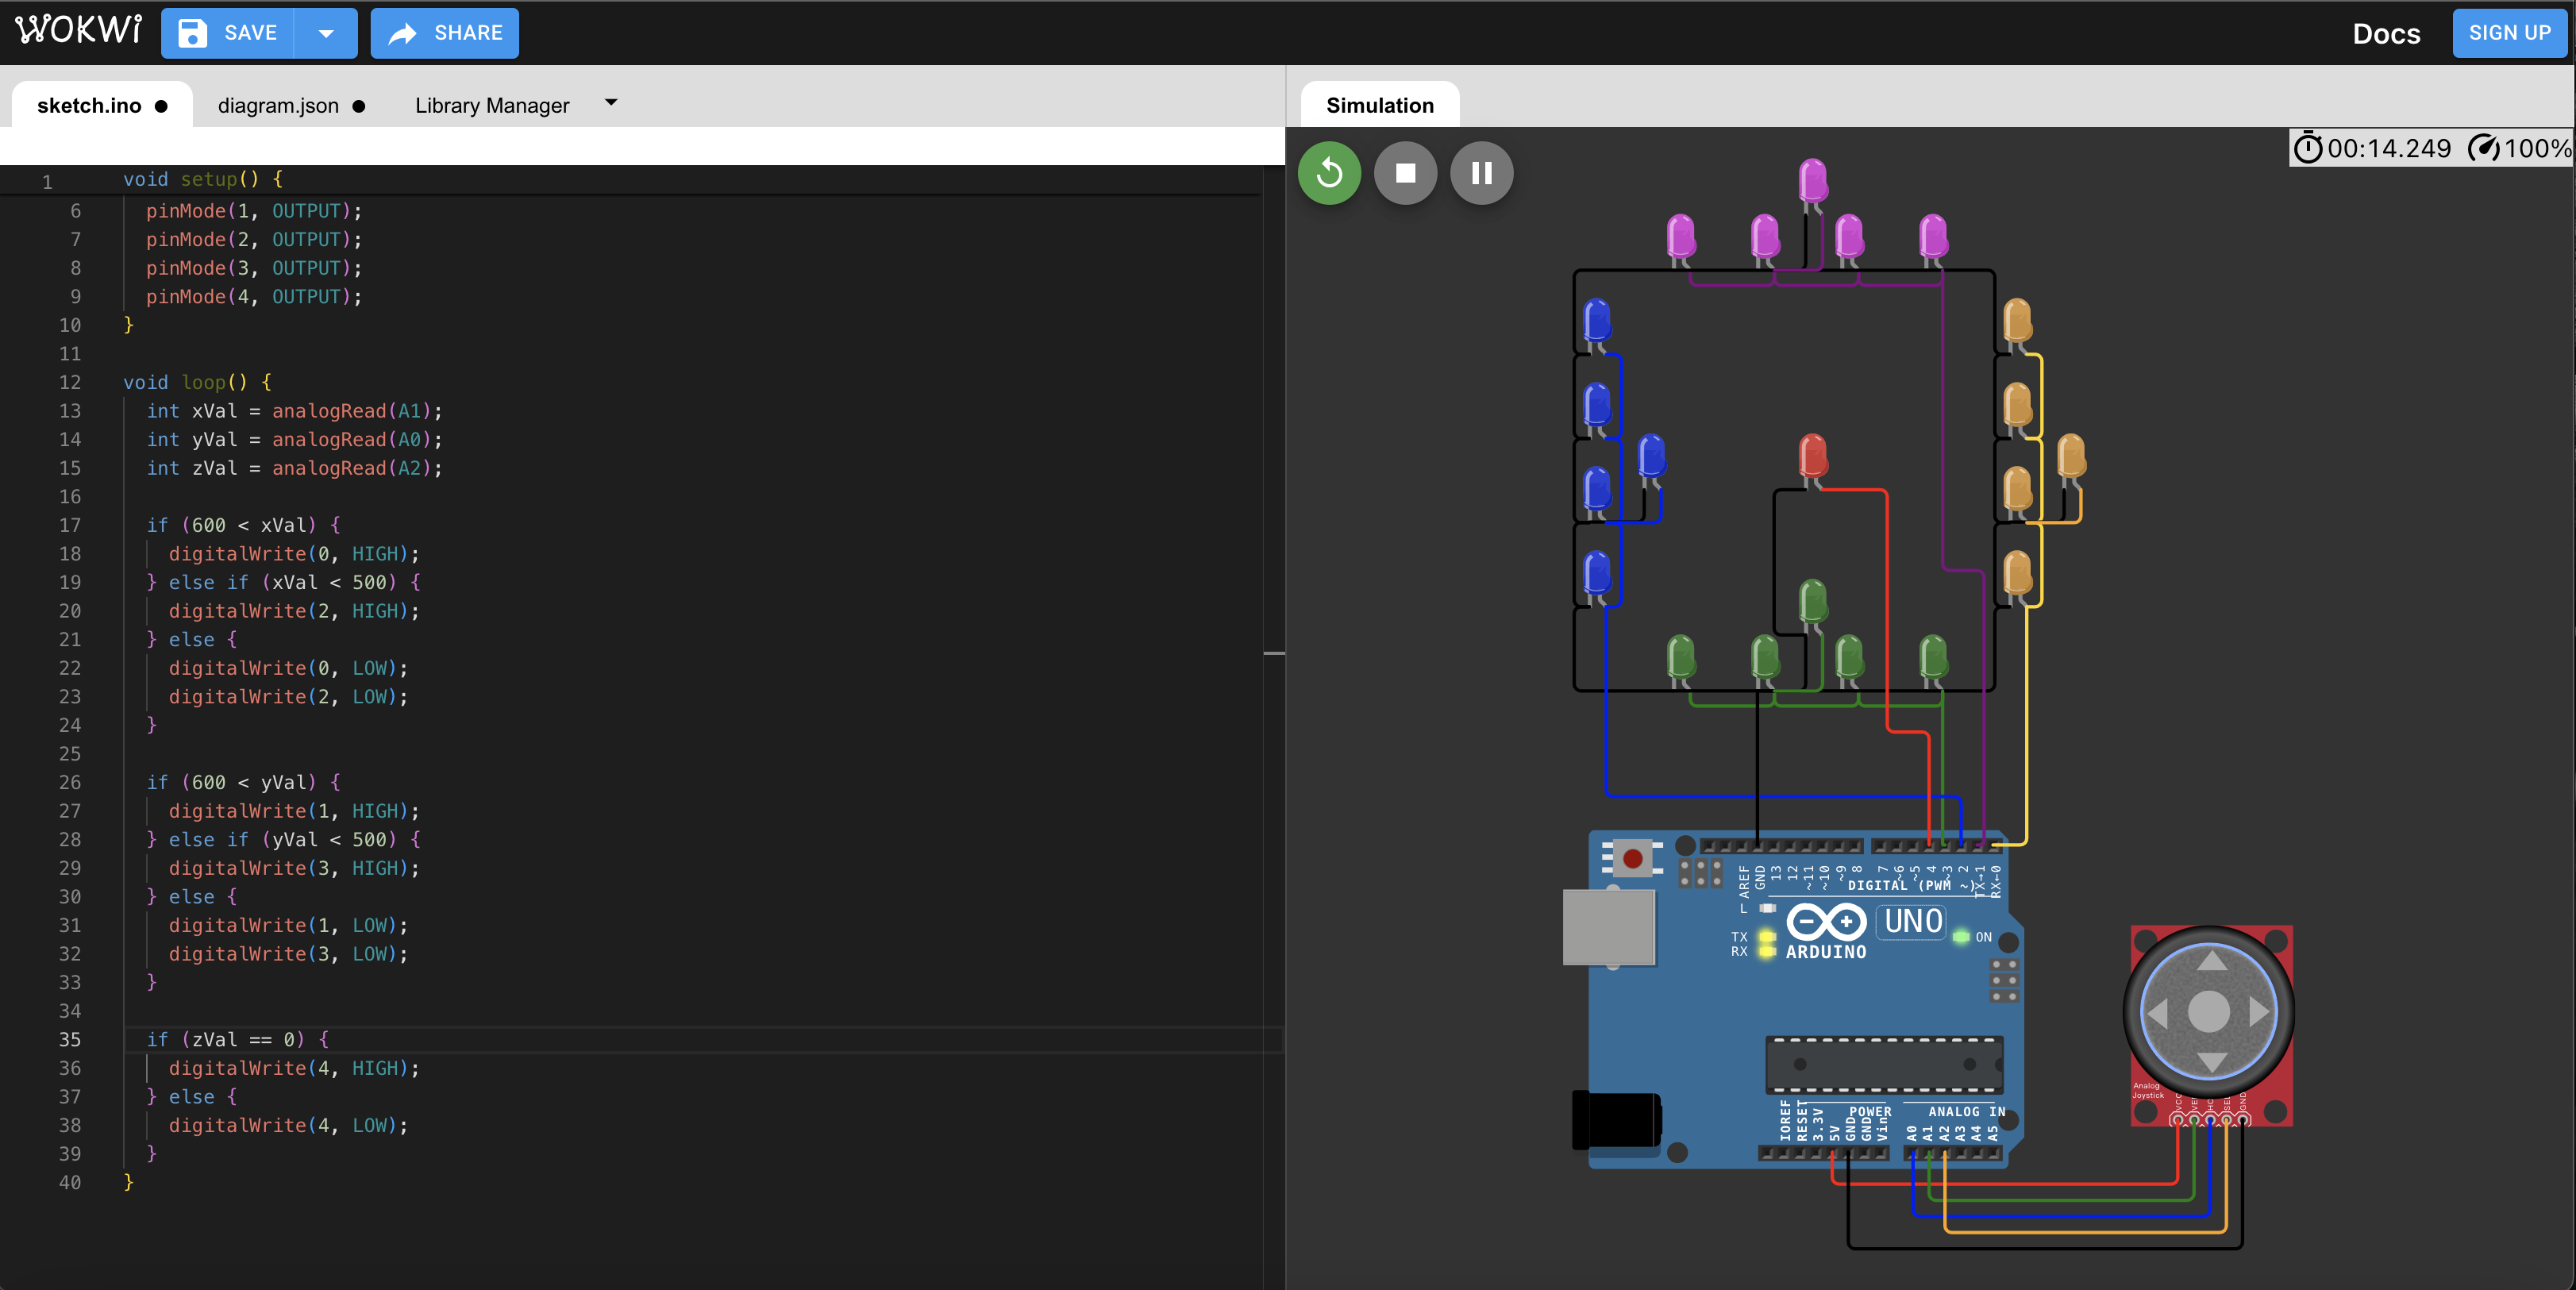 WOKWi SAVE SHARE Docs SIGN UP
sketch.ino diagram.json Library Manager Simulation
00:14.249 100%
1 void setup() {
6 pinMode(1, OUTPUT);
7 pinMode(2, OUTPUT);
8 pinMode(3, OUTPUT);
9 pinMode(4, OUTPUT);
10 }
11
12 void loop() {
13 int xVal = analogRead(A1);
14 int yVal = analogRead(A0);
15 int zVal = analogRead(A2);
16
17 if (600 < xVal) {
18 digitalWrite(0, HIGH);
19 } else if (xVal < 500) {
20 digitalWrite(2, HIGH);
21 } else {
22 digitalWrite(0, LOW);
23 digitalWrite(2, LOW);
24 }
25
26 if (600 < yVal) {
27 digitalWrite(1, HIGH);
28 } else if (yVal < 500) {
29 digitalWrite(3, HIGH);
30 } else {
31 digitalWrite(1, LOW);
32 digitalWrite(3, LOW);
33 }
34
35 if (zVal == 0) {
36 digitalWrite(4, HIGH);
37 } else {
38 digitalWrite(4, LOW);
39 }
40 }
AREF GND 13 12 ~11 ~10 ~9 8 7 ~6 ~5 4 ~3 2 TX→1 RX←0
DIGITAL (PWM ~)
L
UNO
TX ON
RX ARDUINO
IOREF RESET 3.3V 5V GND GND Vin A0 A1 A2 A3 A4 A5
POWER ANALOG IN
Analog
Joystick
VCC GND